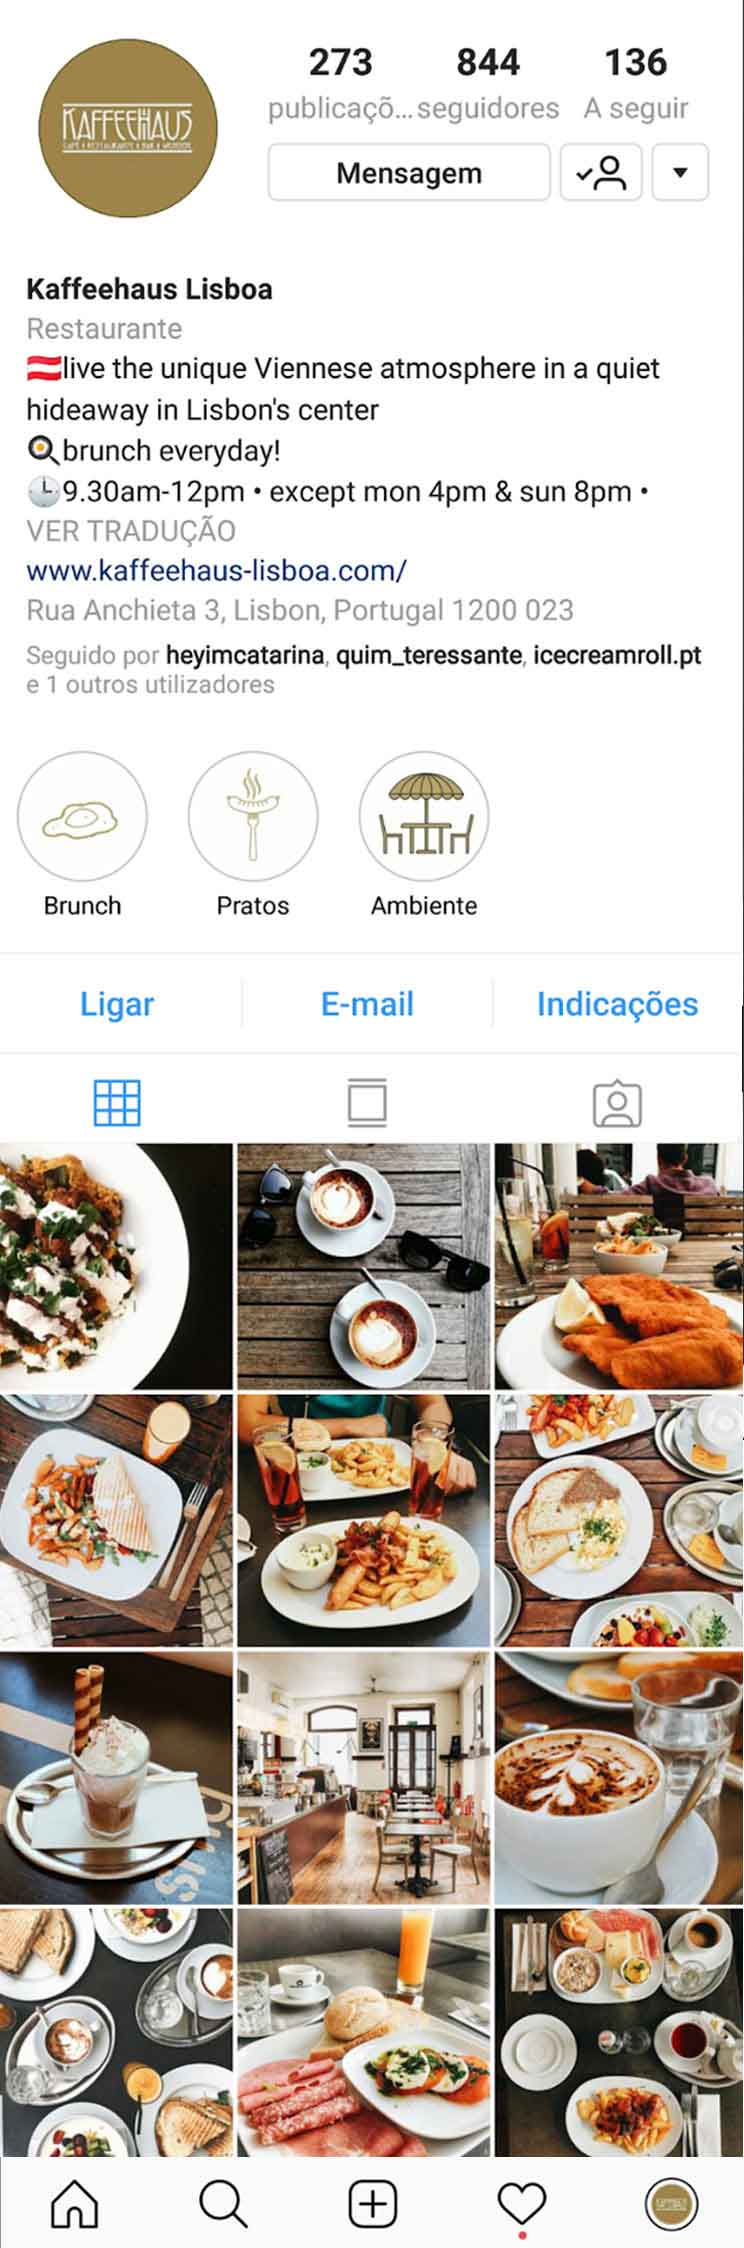 KAFFEEHAUS
CAFÉ • RESTAURANTE • BAR •
273 844 136
publicaçõ... seguidores A seguir
Mensagem
Kaffeehaus Lisboa
Restaurante
🇦🇹live the unique Viennese atmosphere in a quiet
hideaway in Lisbon's center
🍳brunch everyday!
🕒9.30am-12pm • except mon 4pm & sun 8pm •
VER TRADUÇÃO
www.kaffeehaus-lisboa.com/
Rua Anchieta 3, Lisbon, Portugal 1200 023
Seguido por heyimcatarina, quim_teressante, icecreamroll.pt
e 1 outros utilizadores
Brunch Pratos Ambiente
Ligar E-mail Indicações